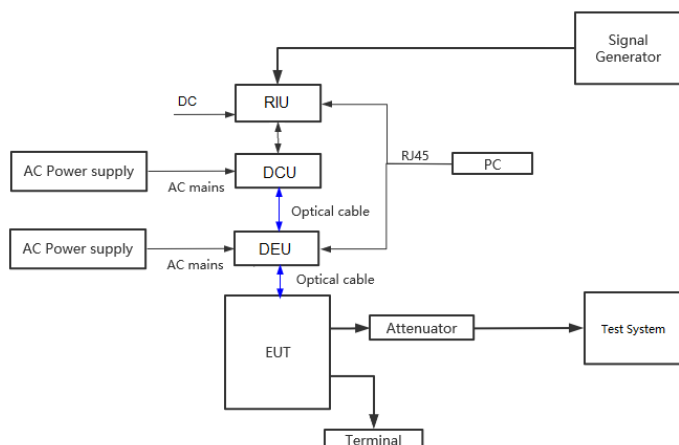 Signal
Generator
DC
RIU
RJ45
PC
AC Power supply
AC mains
DCU
Optical cable
AC Power supply
AC mains
DEU
Optical cable
EUT
Attenuator
Test System
Terminal